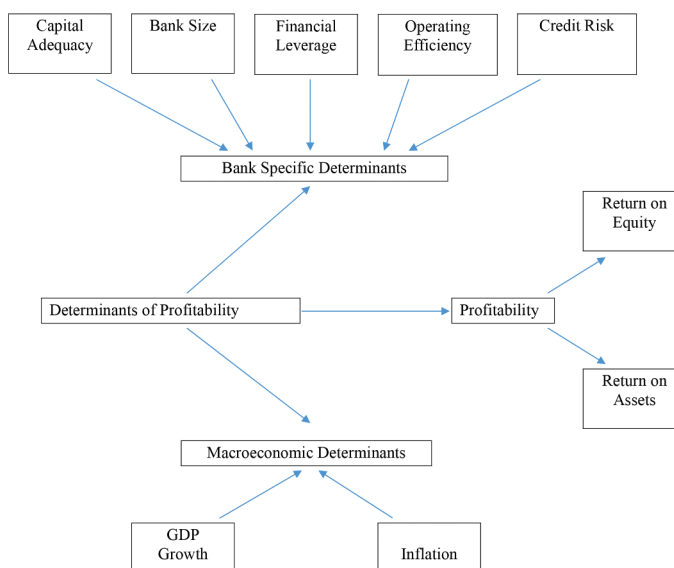 Capital
Adequacy
Bank Size
Financial
Leverage
Operating
Efficiency
Credit Risk
Bank Specific Determinants
Return on
Equity
Determinants of Profitability
Profitability
Return on
Assets
Macroeconomic Determinants
GDP
Growth
Inflation